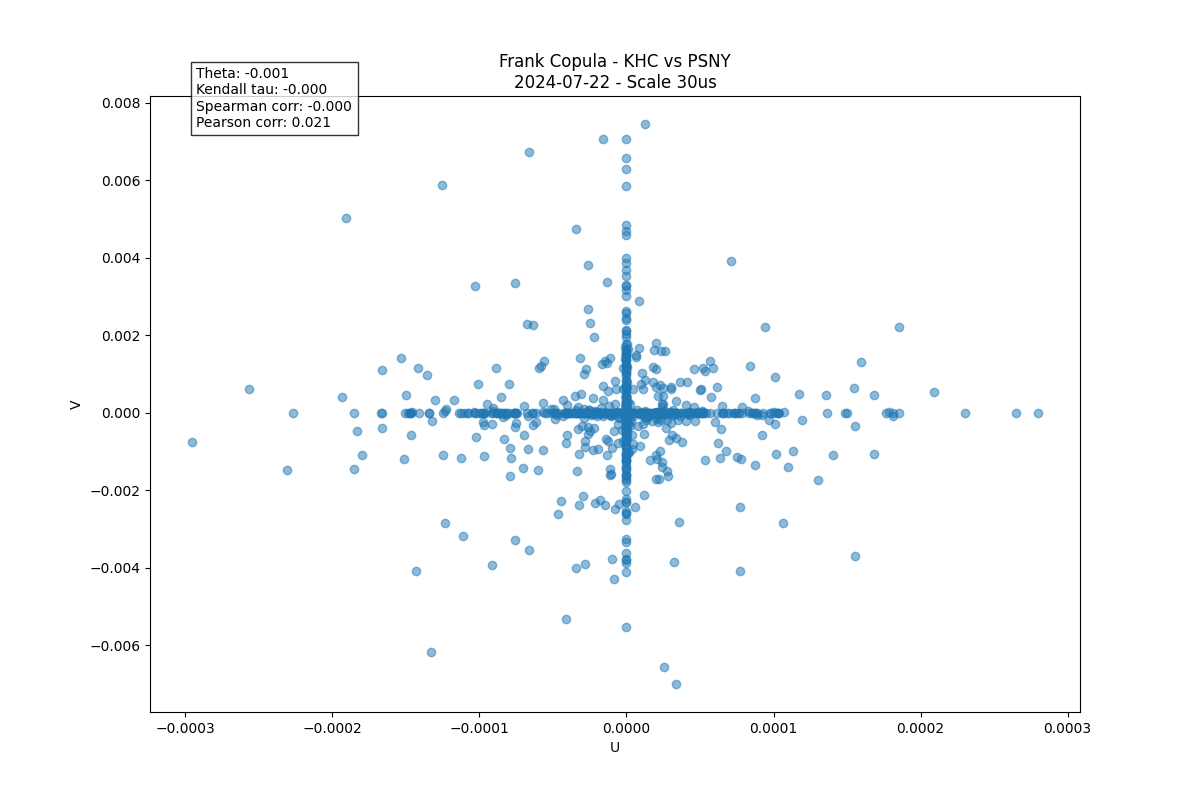 Frank Copula - KHC vs PSNY
2024-07-22 - Scale 30us
Theta: -0.001
Kendall tau: -0.000
Spearman corr: -0.000
Pearson corr: 0.021
0.008
0.006
0.004
0.002
0.000
−0.002
−0.004
−0.006
V
−0.0003
−0.0002
−0.0001
0.0000
0.0001
0.0002
0.0003
U